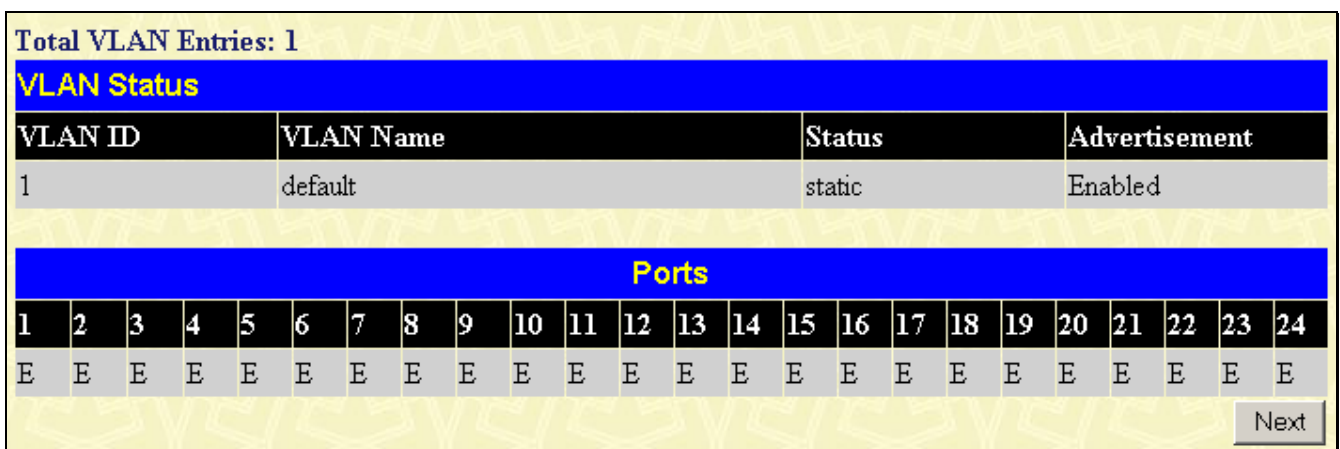 Total VLAN Entries: 1
VLAN Status
VLAN ID VLAN Name Status Advertisement
1 default static Enabled
Ports
1 2 3 4 5 6 7 8 9 10 11 12 13 14 15 16 17 18 19 20 21 22 23 24
E E E E E E E E E E E E E E E E E E E E E E E E
Next